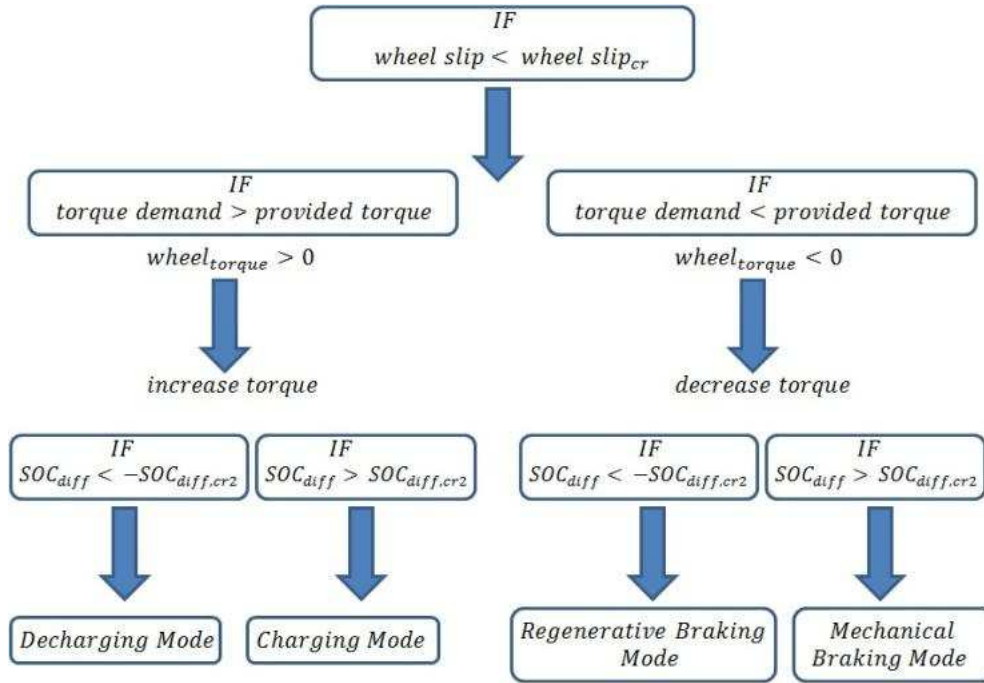 IF
wheel slip < wheel slip_cr
IF
torque demand > provided torque
IF
torque demand < provided torque
wheel_torque > 0
wheel_torque < 0
increase torque
decrease torque
IF
SOC_diff < −SOC_diff,cr2
IF
SOC_diff > SOC_diff,cr2
IF
SOC_diff < −SOC_diff,cr2
IF
SOC_diff > SOC_diff,cr2
Decharging Mode
Charging Mode
Regenerative Braking
Mode
Mechanical
Braking Mode